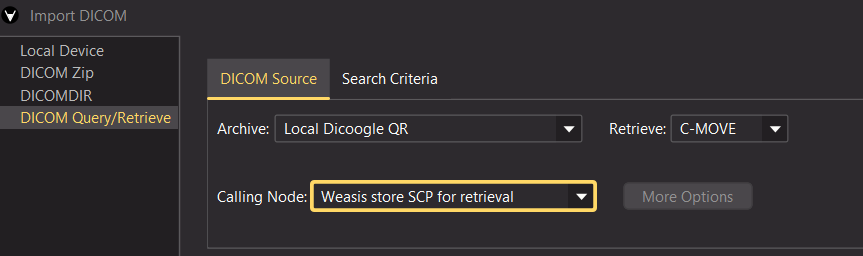 Import DICOM
Local Device
DICOM Zip
DICOMDIR
DICOM Query/Retrieve
DICOM Source Search Criteria
Archive: Local Dicoogle QR Retrieve: C-MOVE
Calling Node: Weasis store SCP for retrieval More Options